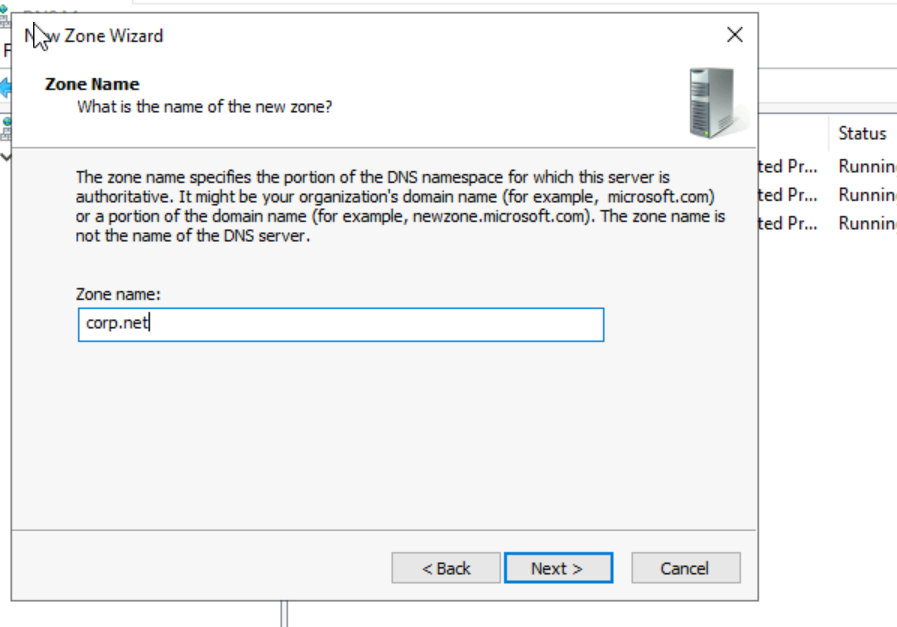 New Zone Wizard
Zone Name
What is the name of the new zone?
The zone name specifies the portion of the DNS namespace for which this server is
authoritative. It might be your organization's domain name (for example, microsoft.com)
or a portion of the domain name (for example, newzone.microsoft.com). The zone name is
not the name of the DNS server.
Zone name:
corp.net
< Back
Next >
Cancel
Status
ted Pr... Runnin
ted Pr... Runnin
ted Pr... Runnin